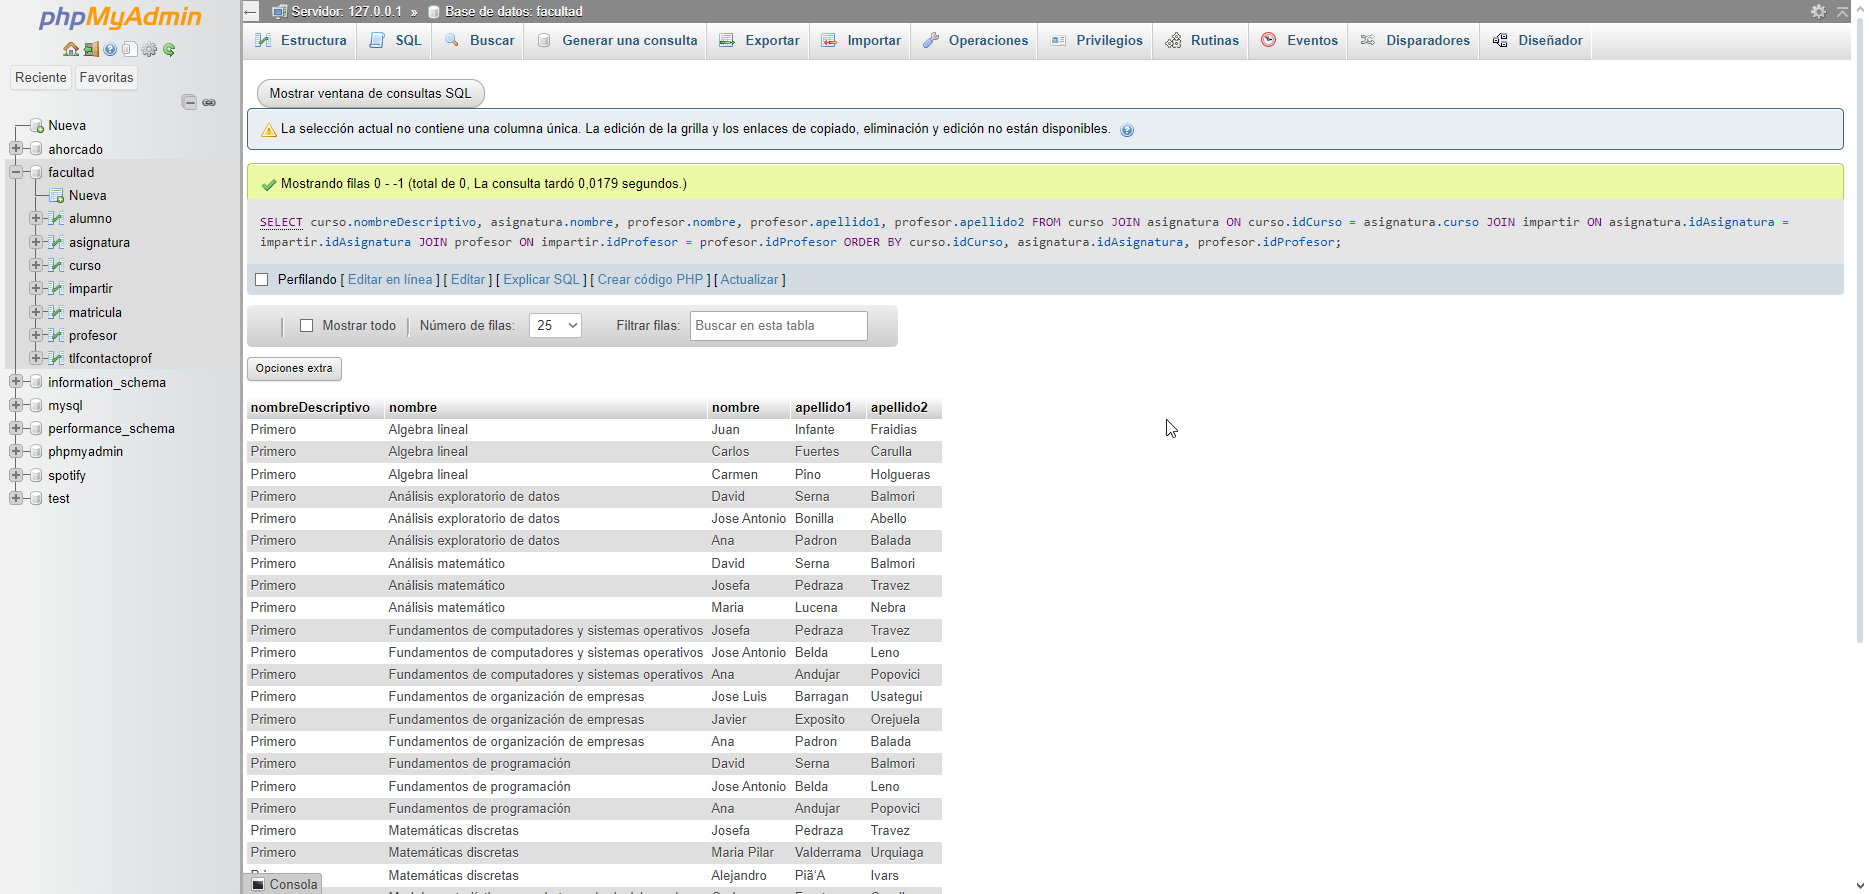 phpMyAdmin
Reciente Favoritas
Nueva
ahorcado
facultad
Nueva
alumno
asignatura
curso
impartir
matricula
profesor
tlfcontactoprof
information_schema
mysql
performance_schema
phpmyadmin
spotify
test
Servidor: 127.0.0.1 » Base de datos: facultad
Estructura SQL Buscar Generar una consulta Exportar Importar Operaciones Privilegios Rutinas Eventos Disparadores Diseñador
Mostrar ventana de consultas SQL
La selección actual no contiene una columna única. La edición de la grilla y los enlaces de copiado, eliminación y edición no están disponibles.
Mostrando filas 0 - -1 (total de 0, La consulta tardó 0,0179 segundos.)
SELECT curso.nombreDescriptivo, asignatura.nombre, profesor.nombre, profesor.apellido1, profesor.apellido2 FROM curso JOIN asignatura ON curso.idCurso = asignatura.curso JOIN impartir ON asignatura.idAsignatura =
impartir.idAsignatura JOIN profesor ON impartir.idProfesor = profesor.idProfesor ORDER BY curso.idCurso, asignatura.idAsignatura, profesor.idProfesor;
Perfilando [ Editar en línea ] [ Editar ] [ Explicar SQL ] [ Crear código PHP ] [ Actualizar ]
Mostrar todo Número de filas: 25 Filtrar filas: Buscar en esta tabla
Opciones extra
nombreDescriptivo nombre nombre apellido1 apellido2
Primero Algebra lineal Juan Infante Fraidias
Primero Algebra lineal Carlos Fuertes Carulla
Primero Algebra lineal Carmen Pino Holgueras
Primero Análisis exploratorio de datos David Serna Balmori
Primero Análisis exploratorio de datos Jose Antonio Bonilla Abello
Primero Análisis exploratorio de datos Ana Padron Balada
Primero Análisis matemático David Serna Balmori
Primero Análisis matemático Josefa Pedraza Travez
Primero Análisis matemático Maria Lucena Nebra
Primero Fundamentos de computadores y sistemas operativos Josefa Pedraza Travez
Primero Fundamentos de computadores y sistemas operativos Jose Antonio Belda Leno
Primero Fundamentos de computadores y sistemas operativos Ana Andujar Popovici
Primero Fundamentos de organización de empresas Jose Luis Barragan Usategui
Primero Fundamentos de organización de empresas Javier Exposito Orejuela
Primero Fundamentos de organización de empresas Ana Padron Balada
Primero Fundamentos de programación David Serna Balmori
Primero Fundamentos de programación Jose Antonio Belda Leno
Primero Fundamentos de programación Ana Andujar Popovici
Primero Matemáticas discretas Josefa Pedraza Travez
Primero Matemáticas discretas Maria Pilar Valderrama Urquiaga
Matemáticas discretas Alejandro Piã‘A Ivars
Consola